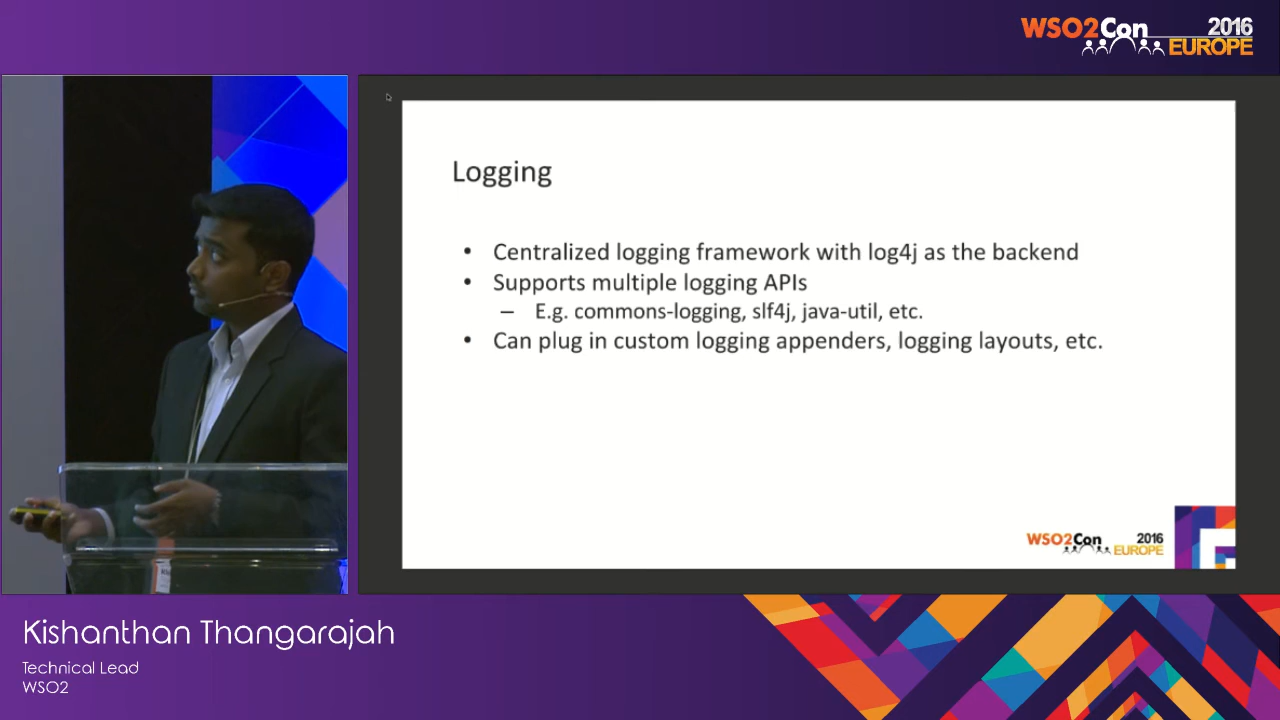 WSO2Con 2016
EUROPE
Logging
• Centralized logging framework with log4j as the backend
• Supports multiple logging APIs
– E.g. commons-logging, slf4j, java-util, etc.
• Can plug in custom logging appenders, logging layouts, etc.
WSO2Con 2016
EUROPE
Kishanthan Thangarajah
Technical Lead
WSO2